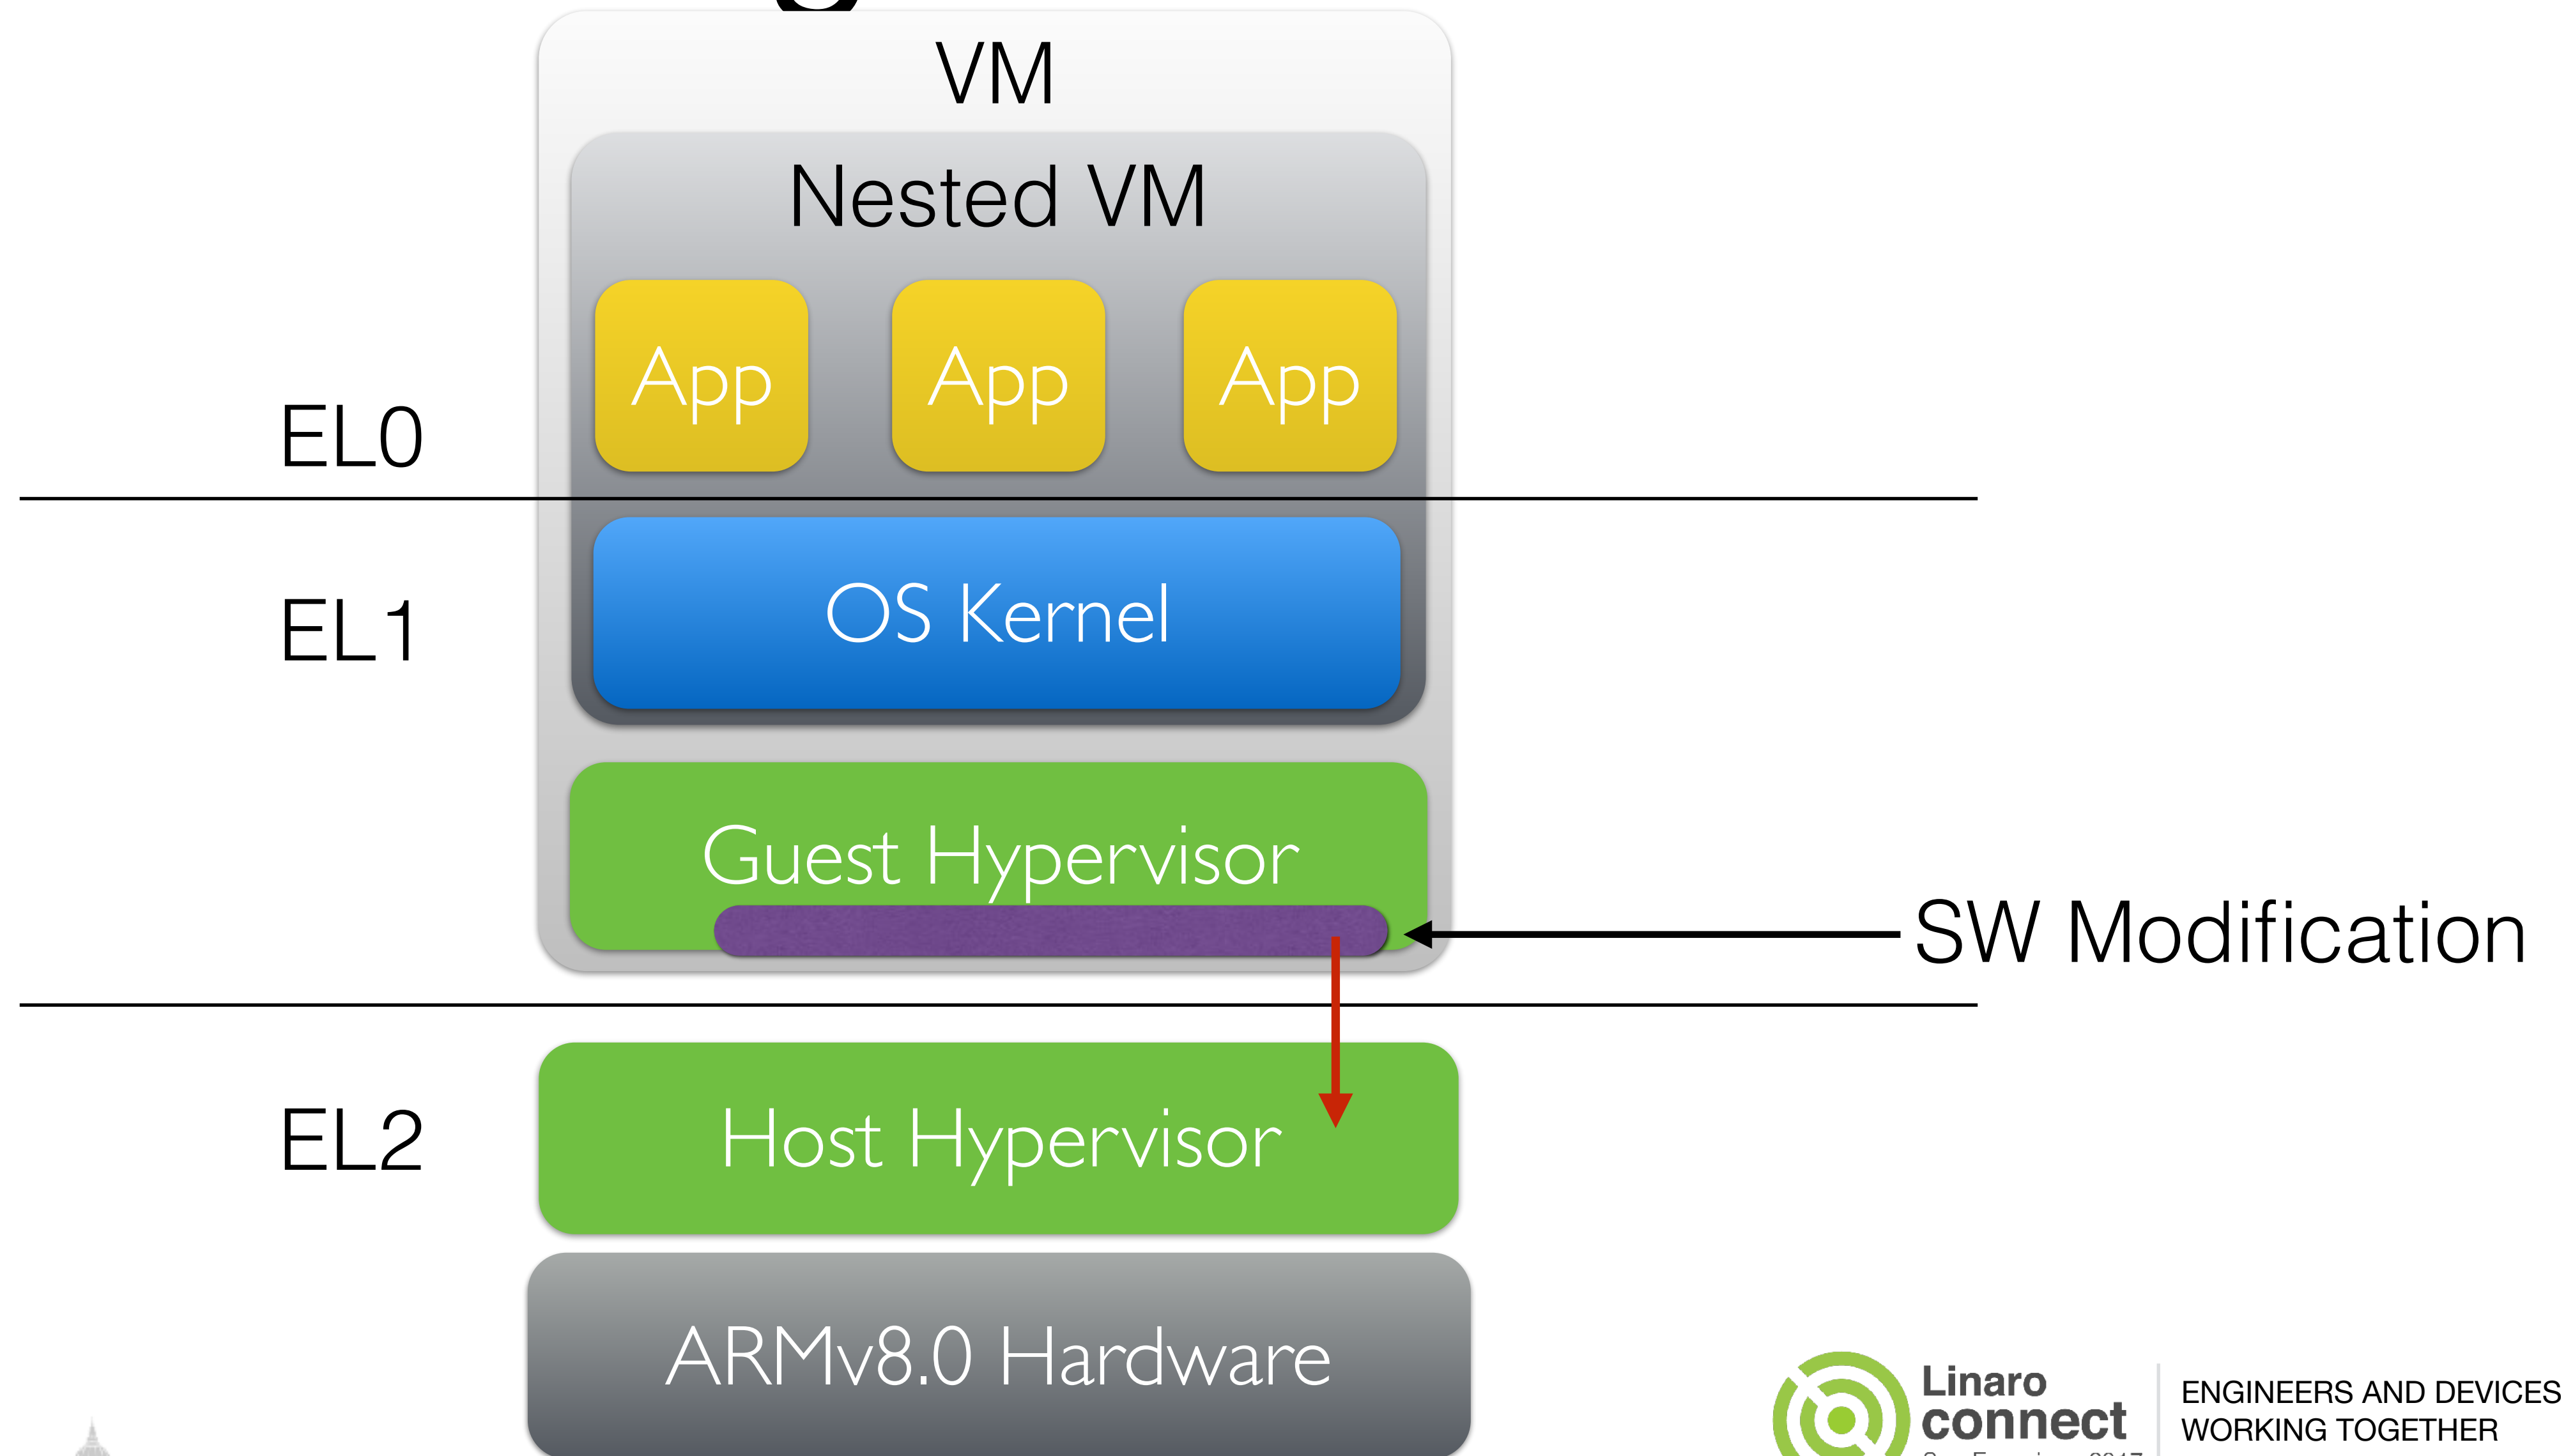 VM
Nested VM
App App App
EL0
OS Kernel
EL1
Guest Hypervisor
SW Modification
EL2
Host Hypervisor
ARMv8.0 Hardware
Linaro
connect
ENGINEERS AND DEVICES
WORKING TOGETHER